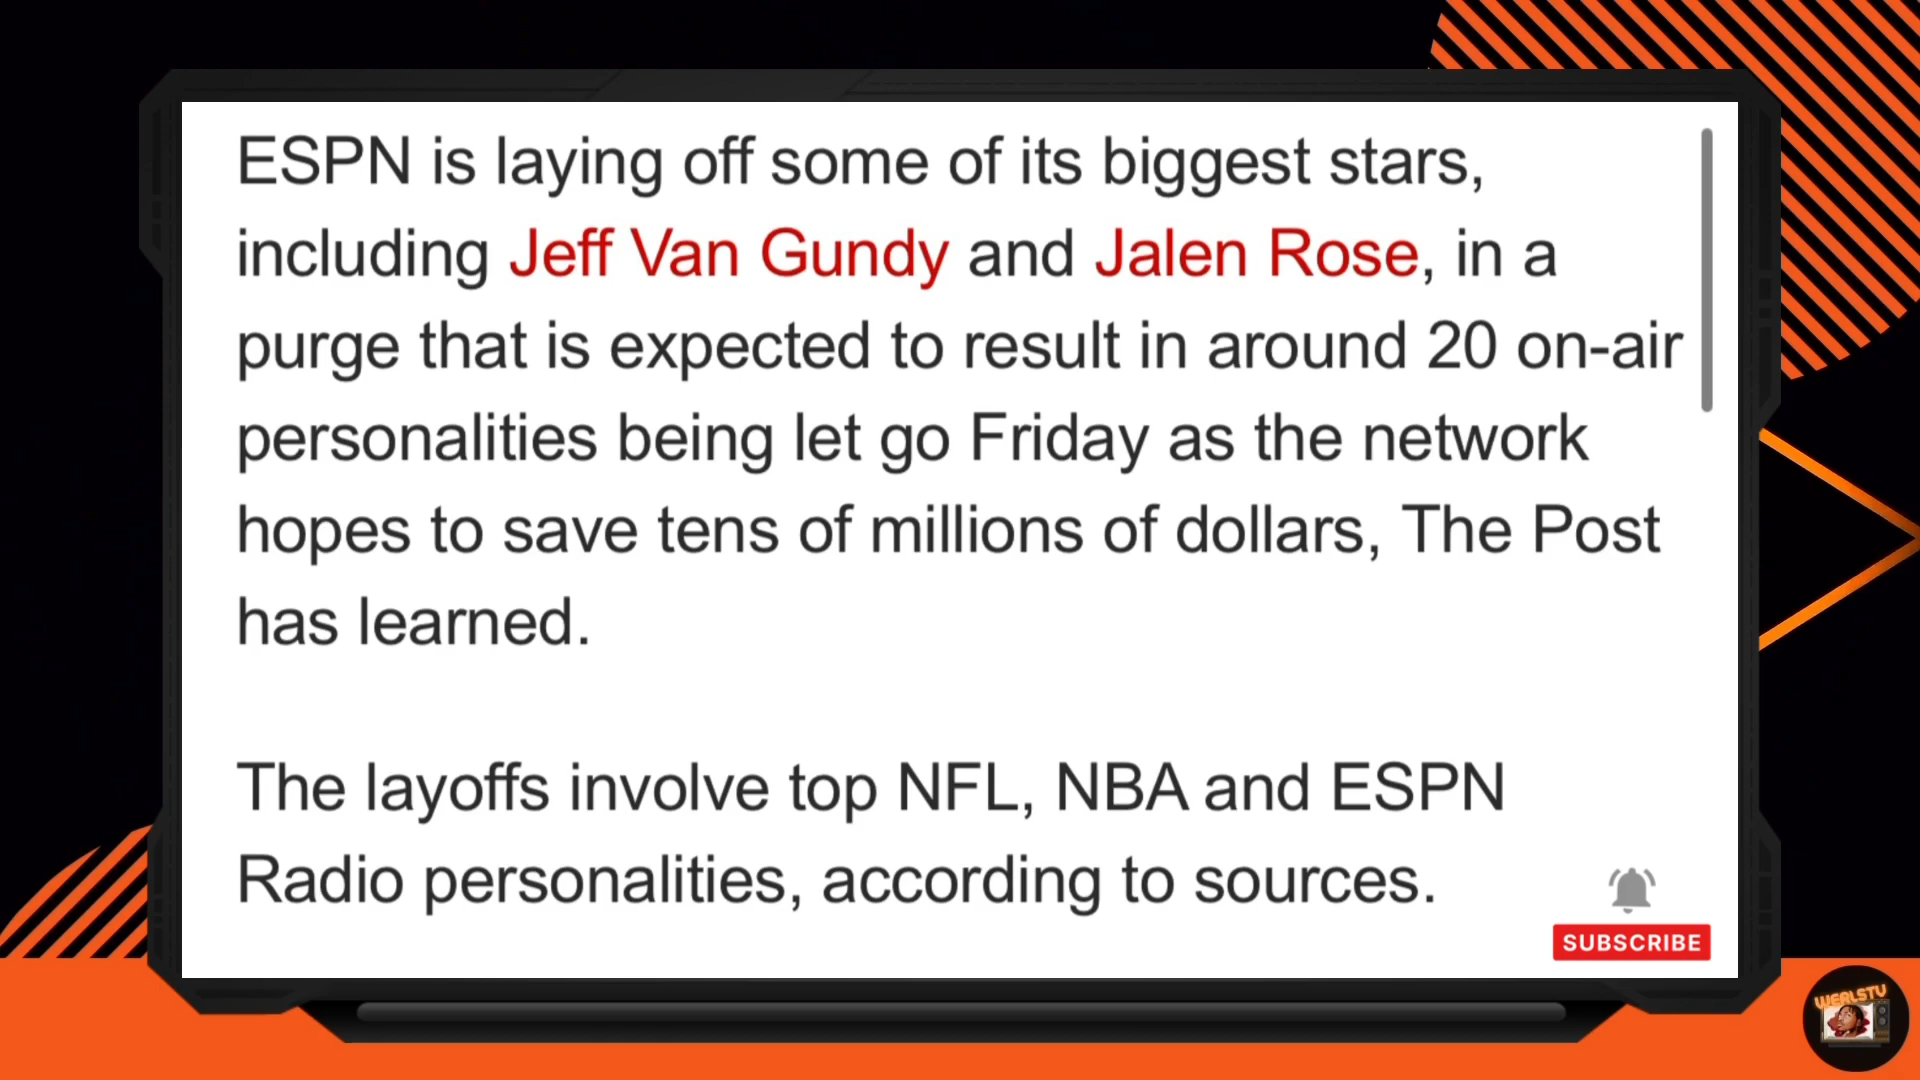 ESPN is laying off some of its biggest stars,
including Jeff Van Gundy and Jalen Rose, in a
purge that is expected to result in around 20 on-air
personalities being let go Friday as the network
hopes to save tens of millions of dollars, The Post
has learned.
The layoffs involve top NFL, NBA and ESPN
Radio personalities, according to sources.
SUBSCRIBE
WERLSTV